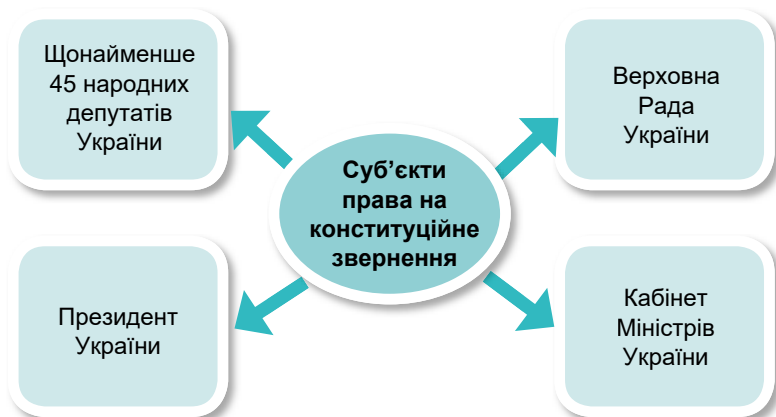 Щонайменше
45 народних
депутатів
України
Верховна
Рада
України
Суб’єкти
права на
конституційне
звернення
Президент
України
Кабінет
Міністрів
України